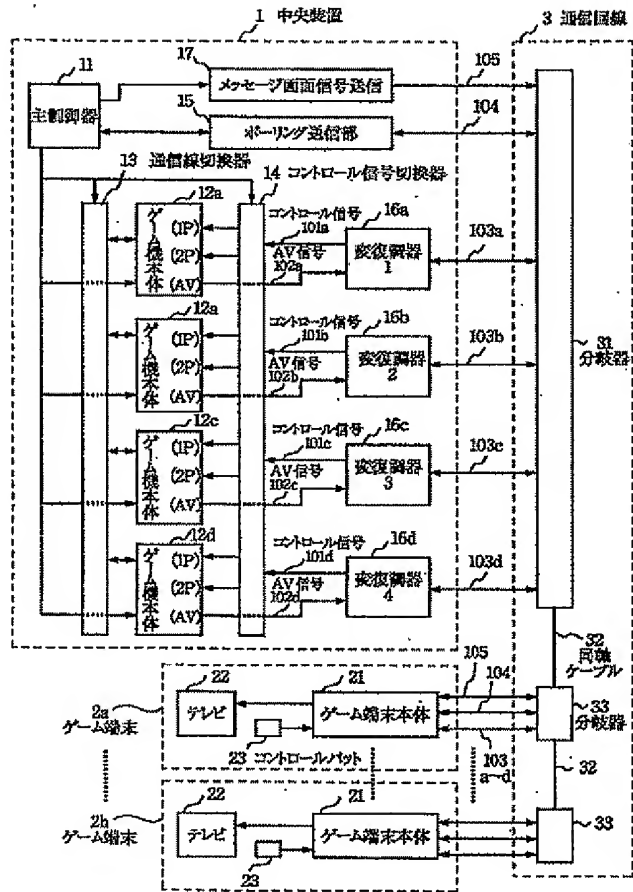 1 中央装置
3 通信回線
11
主制御器
17
メッセージ画面信号送信
105
15
ポーリング送信部
104
13 通信線切換器
14 コントロール信号切換器
12a
ゲーム機本体
(1P)
(2P)
(AV)
コントロール信号
101a
AV信号
102a
16a
変復調器
1
103a
12a
ゲーム機本体
(1P)
(2P)
(AV)
コントロール信号
101b
AV信号
102b
16b
変復調器
2
103b
31
分岐器
12c
ゲーム機本体
(1P)
(2P)
(AV)
コントロール信号
101c
AV信号
102c
16c
変復調器
3
103c
12d
ゲーム機本体
(1P)
(2P)
(AV)
コントロール信号
101d
AV信号
102d
16d
変復調器
4
103d
32
同軸
ケーブル
2a
ゲーム端末
22
テレビ
21
ゲーム端末本体
23 コントロールパット
105
104
103
a~d
33
分岐器
32
2h
ゲーム端末
22
テレビ
21
ゲーム端末本体
23
33